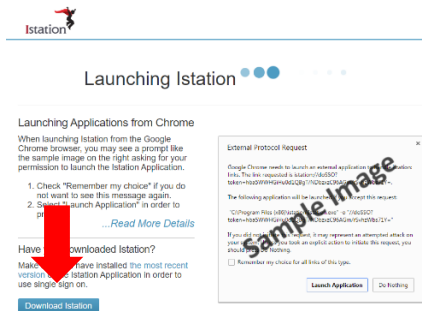 Istation
Launching Istation
Launching Applications from Chrome
When launching Istation from the Google
Chrome browser, you may see a prompt like
the sample image on the right asking for your
permission to launch the Istation Application.
1. Check "Remember my choice" if you do
not want to see this message again.
2. Select "Launch Application" in order to
...Read More Details
Have downloaded Istation?
Make have installed the most recent
version Istation Application in order to
use single sign on.
Download Istation
External Protocol Request
×
Google Chrome needs to launch an external application to handle
links. The link requested is
The following application will be launched if you accept this request:
If you did not initiate this request, it may represent an attempted attack on
your system. Unless you took an explicit action to initiate this request, you
should press Do Nothing.
Remember my choice for all links of this type.
Launch Application Do Nothing
Sample Image